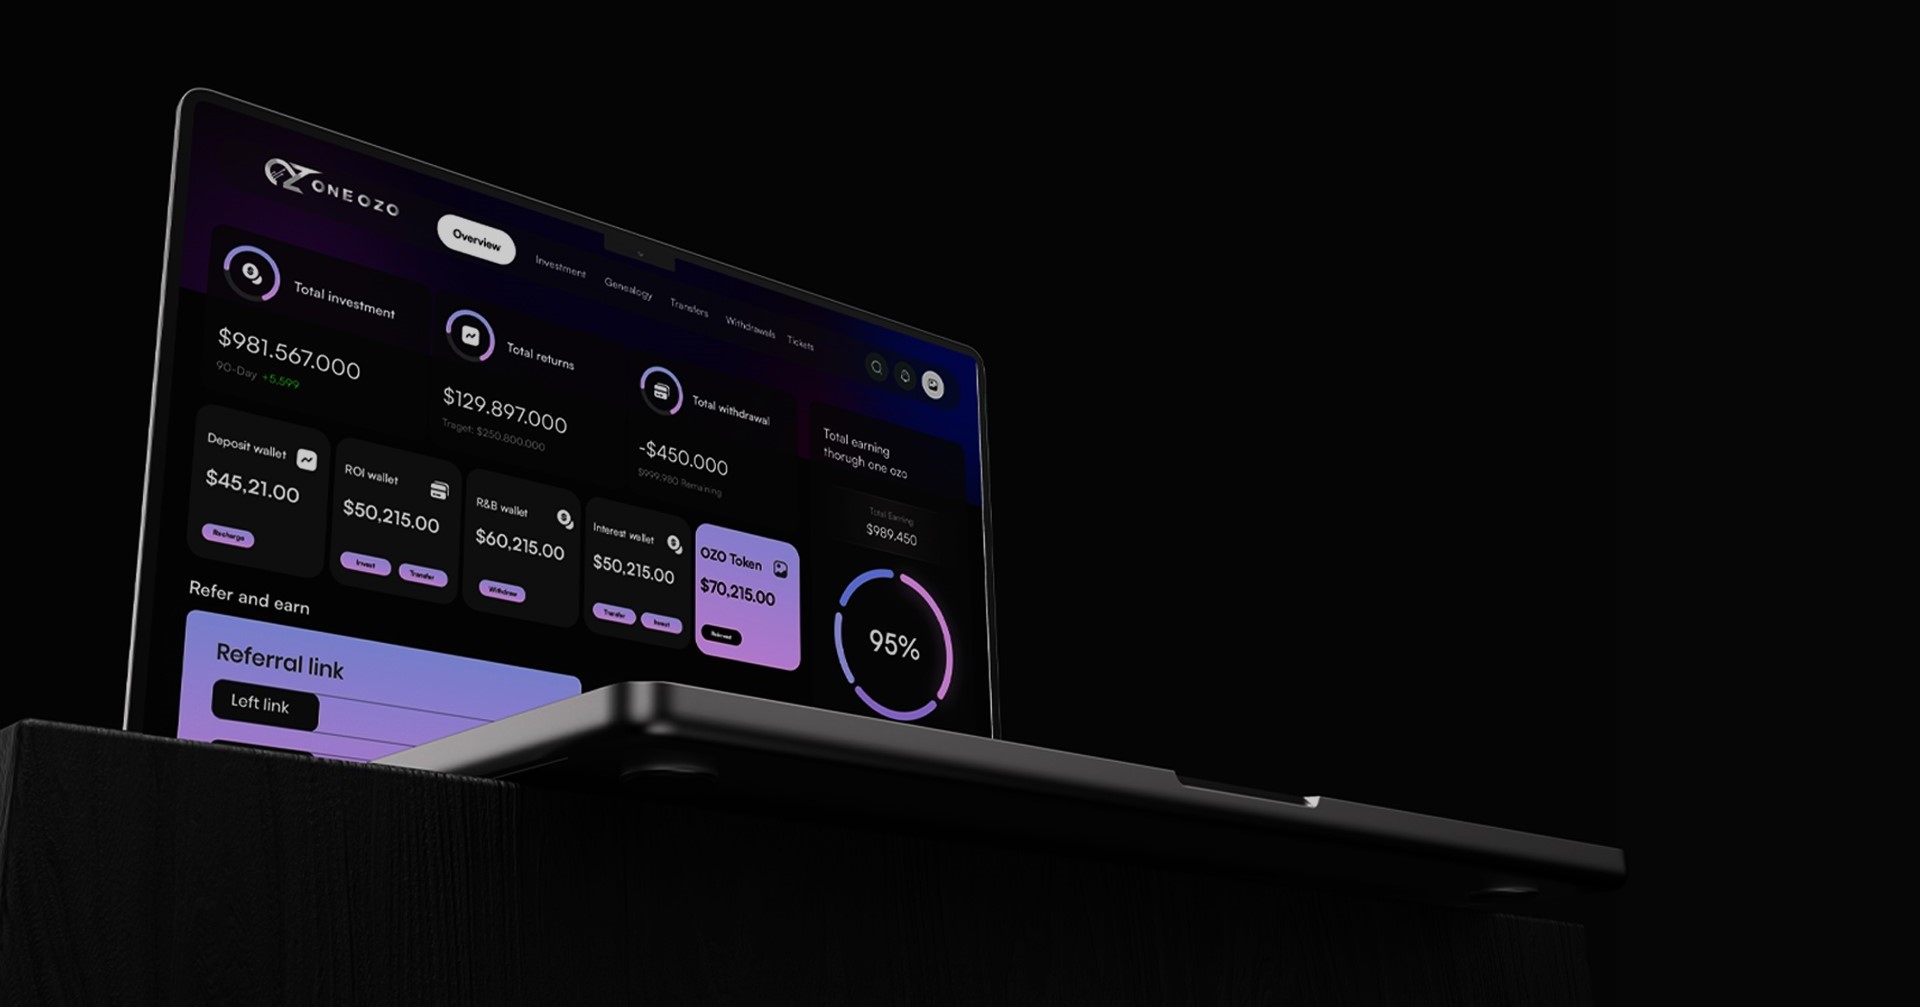 ONEOZO
Overview
Investment
Genealogy
Transfers
Withdrawals
Tickets
Total investment
$981.567.000
90-Day +5,599
Total returns
$129.897.000
Traget: $250.800.000
Total withdrawal
-$450.000
$999,980 Remaining
Total earning
thorugh one ozo
Total Earning
$989.450
95%
Deposit wallet
$45,21.00
Recharge
ROI wallet
$50,215.00
Invest
Transfer
R&B wallet
$60,215.00
Withdraw
Interest wallet
$50,215.00
Transfer
Invest
OZO Token
$70,215.00
Refer and earn
Referral link
Left link